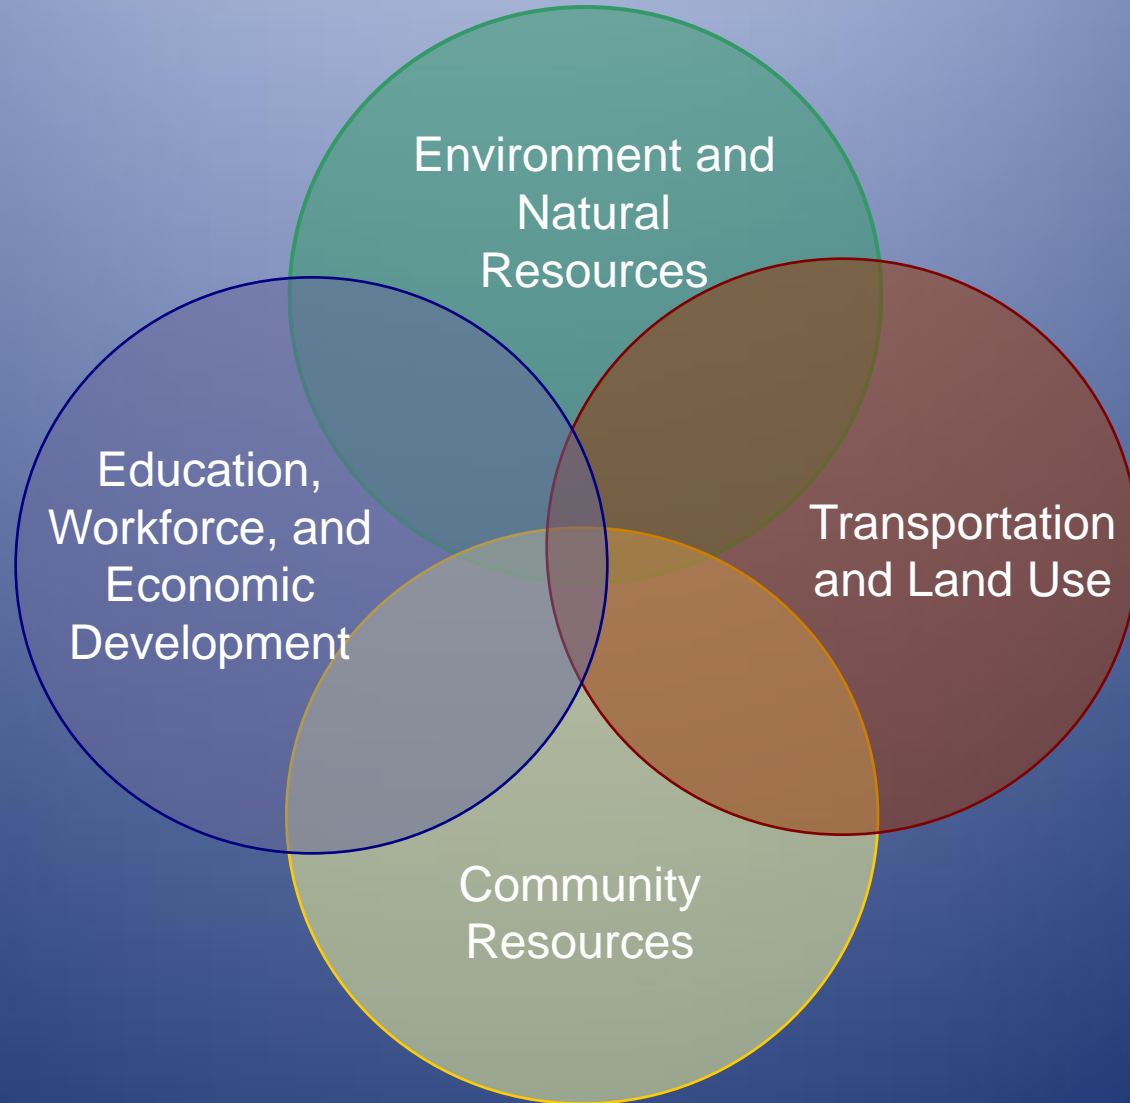 Environment and
Natural
Resources
Education,
Workforce, and
Economic
Development
Transportation
and Land Use
Community
Resources